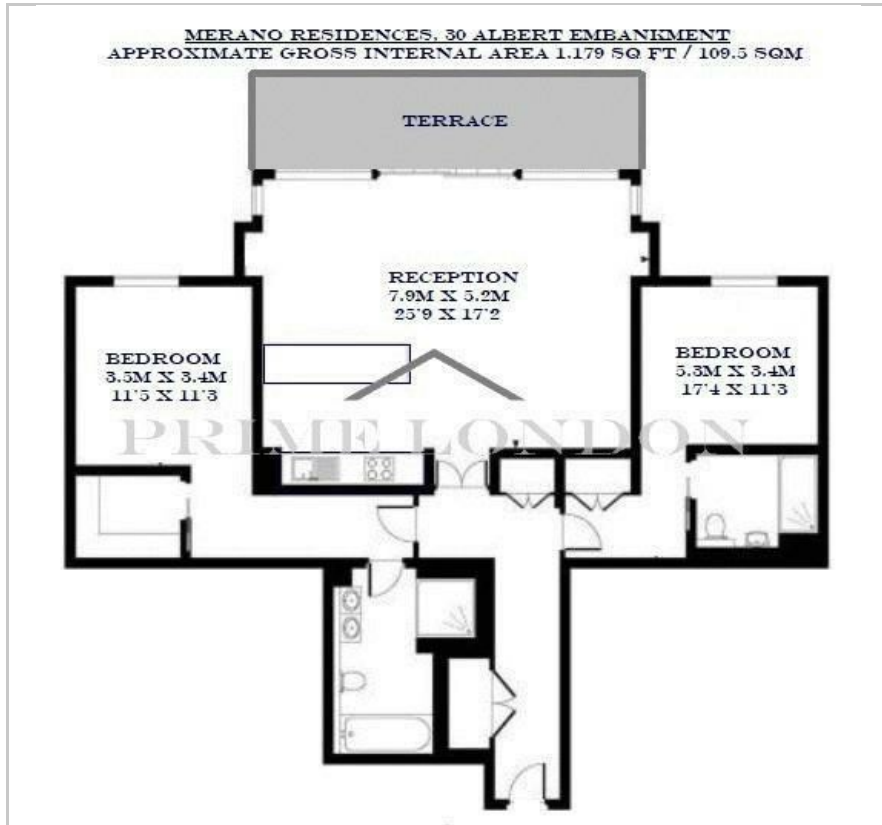 MERANO RESIDENCES, 30 ALBERT EMBANKMENT
APPROXIMATE GROSS INTERNAL AREA 1.179 SQ FT / 109.5 SQM
TERRACE
RECEPTION
7.9M X 5.2M
25'9 X 17'2
BEDROOM
3.5M X 3.4M
11'5 X 11'3
BEDROOM
5.3M X 3.4M
17'4 X 11'3
PRIME LONDON